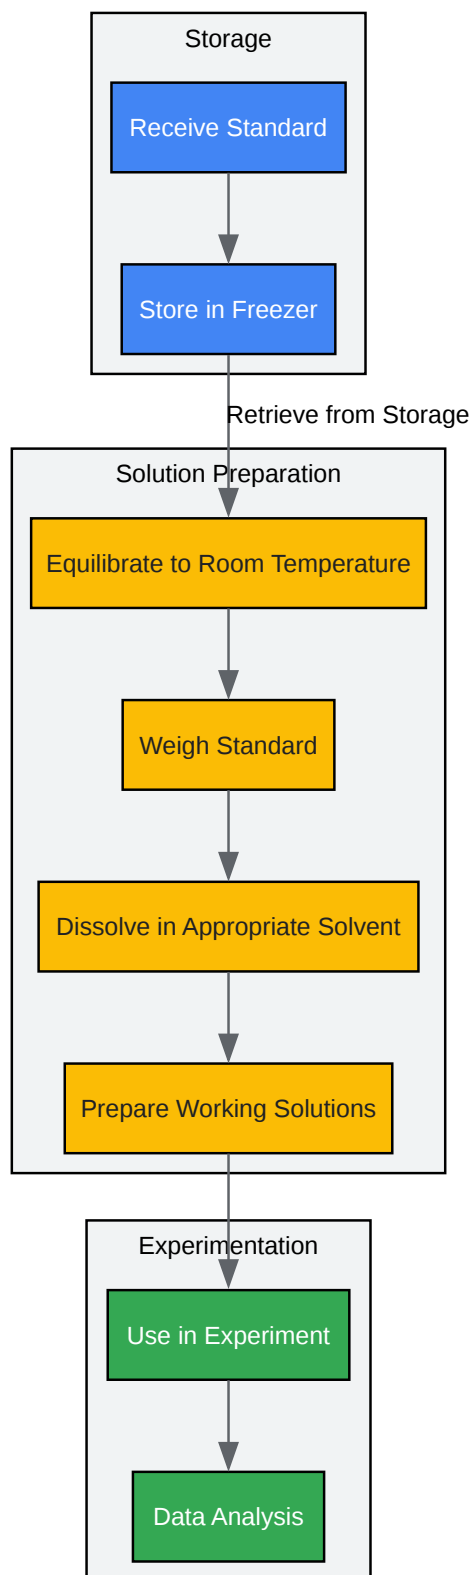 Storage
Receive Standard
Store in Freezer
Retrieve from Storage
Solution Preparation
Equilibrate to Room Temperature
Weigh Standard
Dissolve in Appropriate Solvent
Prepare Working Solutions
Experimentation
Use in Experiment
Data Analysis